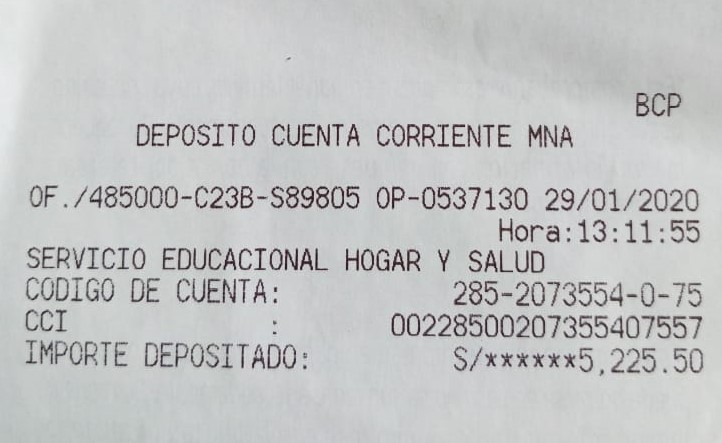 BCP
DEPOSITO CUENTA CORRIENTE MNA
OF./485000-C23B-S89805 OP-0537130 29/01/2020
Hora:13:11:55
SERVICIO EDUCACIONAL HOGAR Y SALUD
CODIGO DE CUENTA: 285-2073554-0-75
CCI : 00228500207355407557
IMPORTE DEPOSITADO: S/******5,225.50